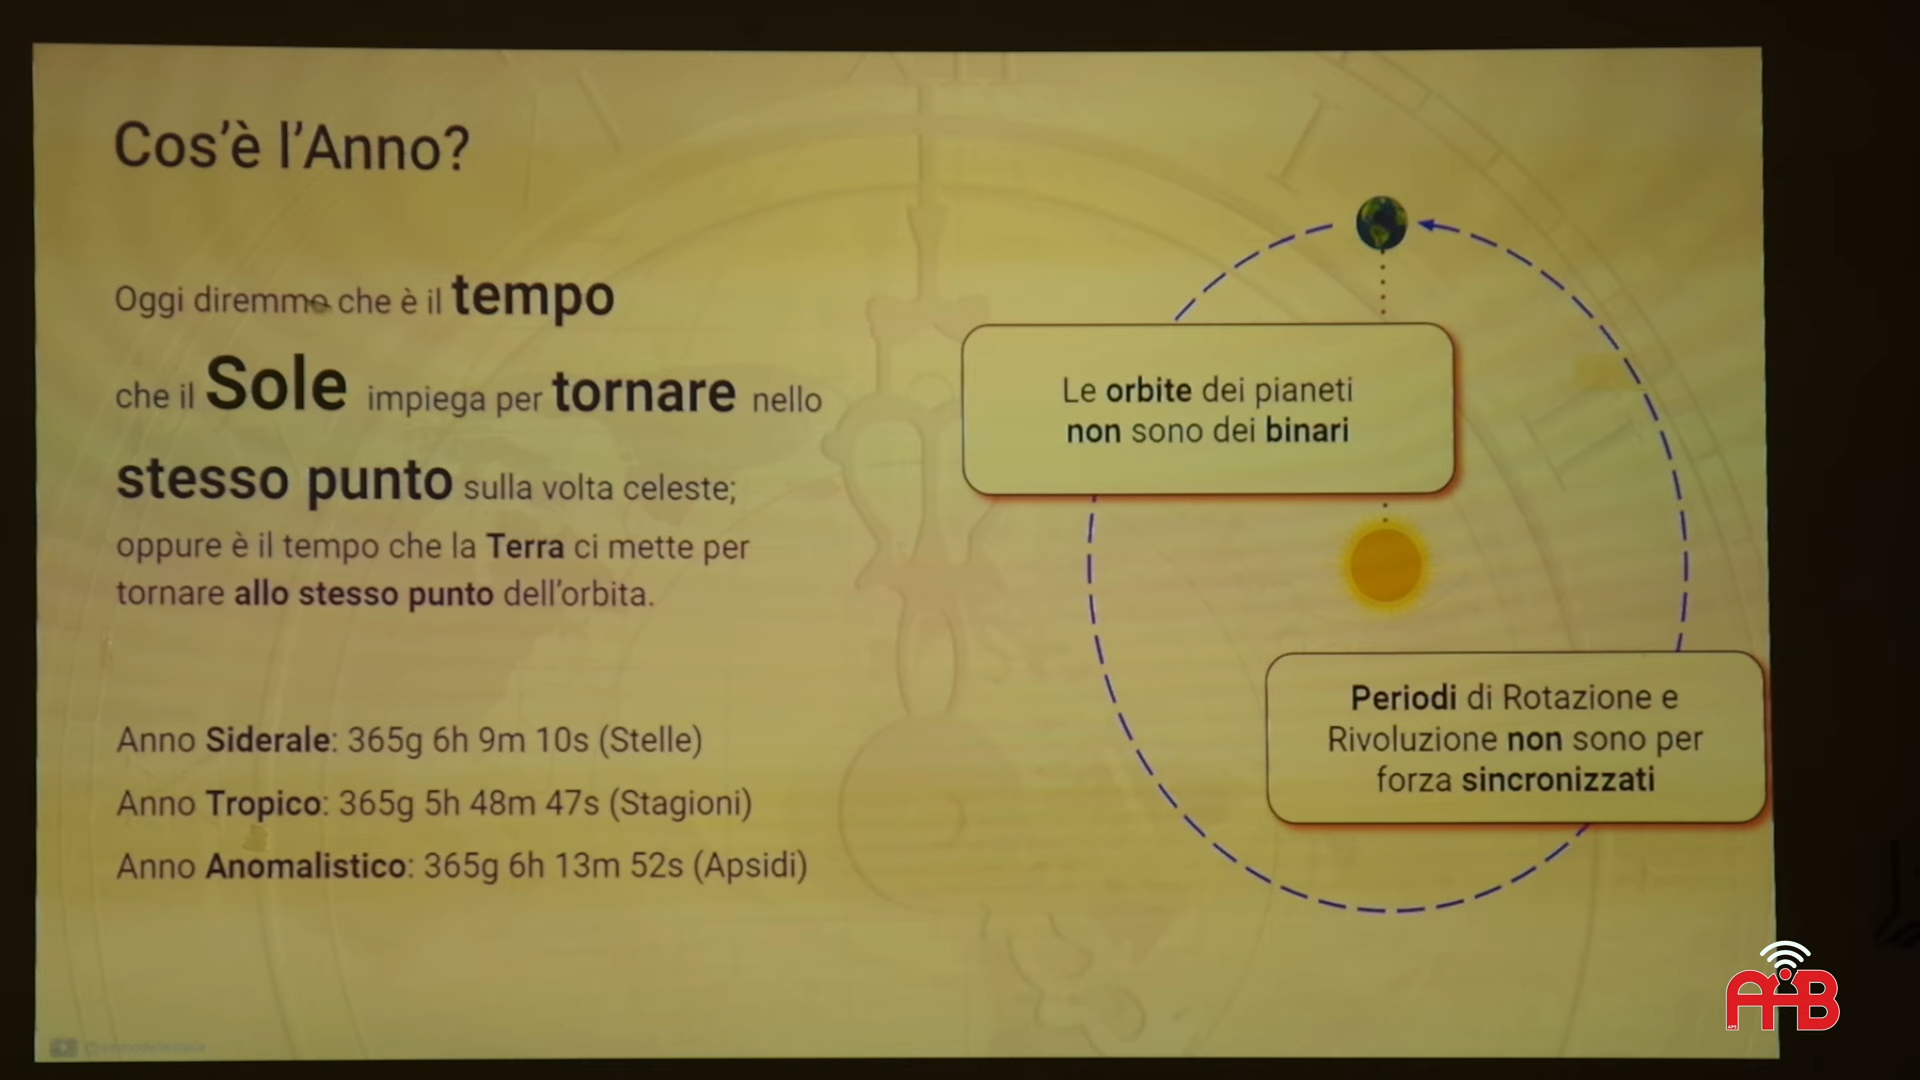 Cos'è l'Anno?
Oggi diremmo che è il tempo
che il Sole impiega per tornare nello
stesso punto sulla volta celeste;
oppure è il tempo che la Terra ci mette per
tornare allo stesso punto dell'orbita.
Anno Siderale: 365g 6h 9m 10s (Stelle)
Anno Tropico: 365g 5h 48m 47s (Stagioni)
Anno Anomalistico: 365g 6h 13m 52s (Apsidi)
Le orbite dei pianeti
non sono dei binari
Periodi di Rotazione e
Rivoluzione non sono per
forza sincronizzati
APS